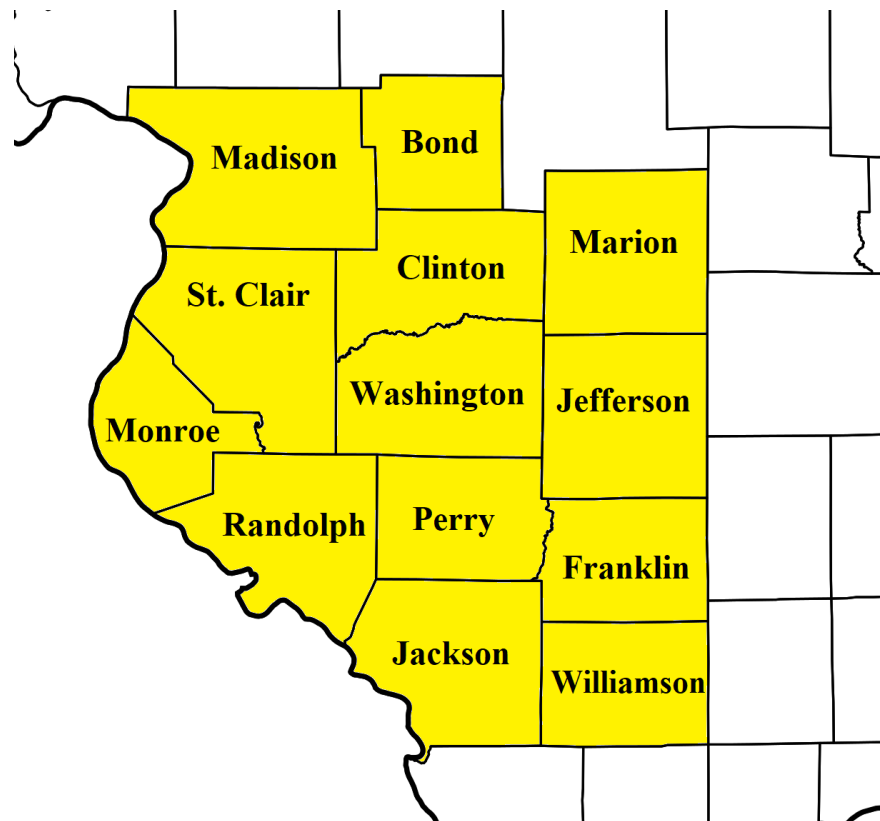 Bond
Madison
Marion
Clinton
St. Clair
Washington
Jefferson
Monroe
Perry
Randolph
Franklin
Jackson
Williamson